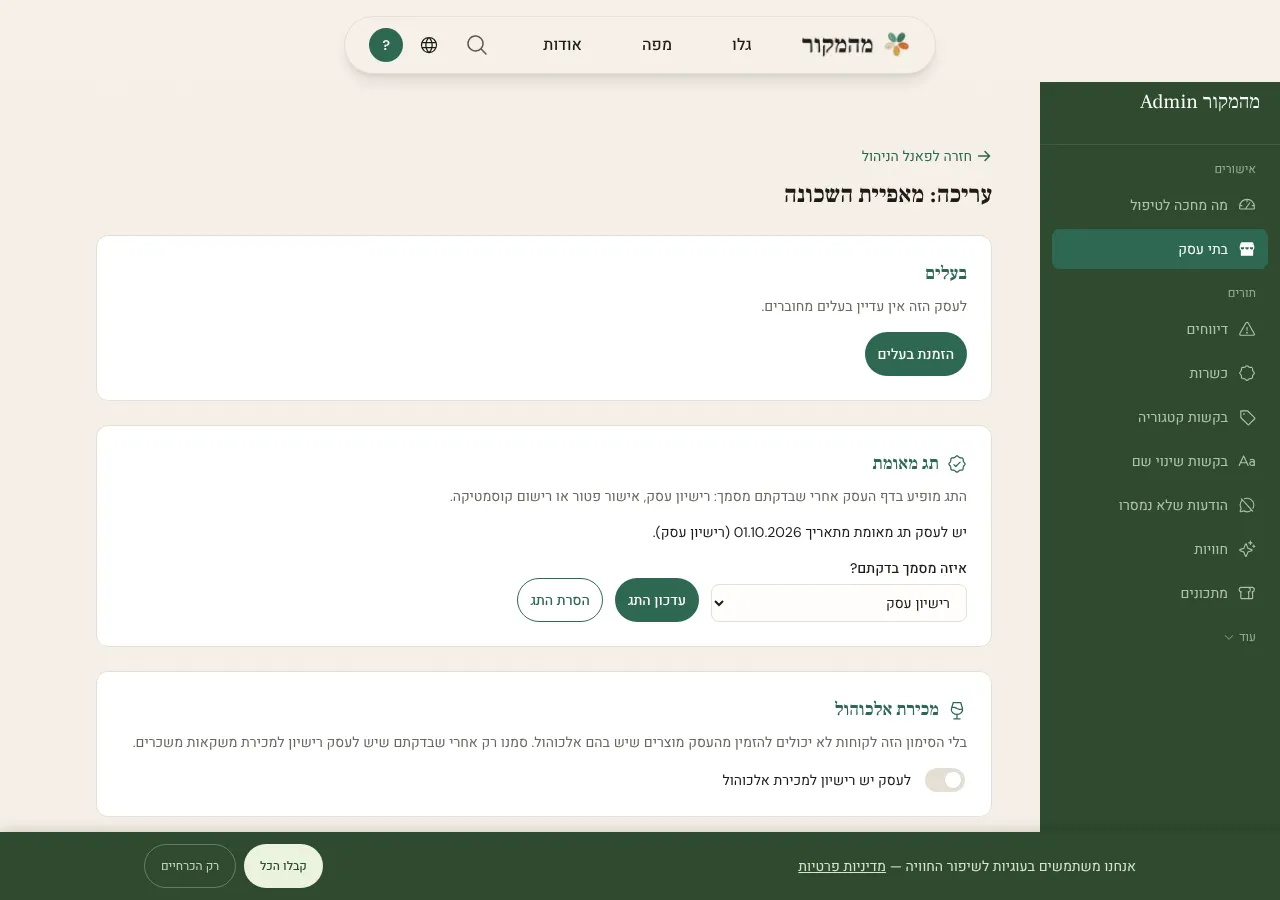 מהמקור
גלו
מפה
אודות
?
מהמקור Admin
אישורים
מה מחכה לטיפול
בתי עסק
תורים
דיווחים
כשרות
בקשות קטגוריה
Aa בקשות שינוי שם
הודעות שלא נמסרו
חוויות
מתכונים
עוד
→ חזרה לפאנל הניהול
עריכה: מאפיית השכונה
בעלים
לעסק הזה אין עדיין בעלים מחוברים.
הזמנת בעלים
תג מאומת
התג מופיע בדף העסק אחרי שבדקתם מסמך: רישיון עסק, אישור פטור או רישום קוסמטיקה.
יש לעסק תג מאומת מתאריך 01.10.2026 (רישיון עסק).
איזה מסמך בדקתם?
רישיון עסק
עדכון התג
הסרת התג
מכירת אלכוהול
בלי הסימון הזה לקוחות לא יכולים להזמין מהעסק מוצרים שיש בהם אלכוהול. סמנו רק אחרי שבדקתם שיש לעסק רישיון למכירת משקאות משכרים.
לעסק יש רישיון למכירת אלכוהול
אנחנו משתמשים בעוגיות לשיפור החוויה — מדיניות פרטיות
קבלו הכל
רק הכרחיים